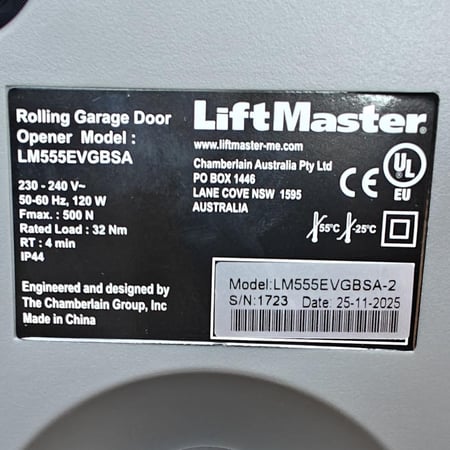 Rolling Garage Door
Opener Model :
LM555EVGBSA
230 - 240 V~
50-60 Hz, 120 W
Fmax. : 500 N
Rated Load : 32 Nm
RT : 4 min
IP44
Engineered and designed by
The Chamberlain Group, Inc
Made in China
LiftMaster®
www.liftmaster-me.com
Chamberlain Australia Pty Ltd
PO BOX 1446
LANE COVE NSW 1595
AUSTRALIA
UL
EU
55°C
-25°C
Model:LM555EVGBSA-2
S/N:1723 Date: 25-11-2025